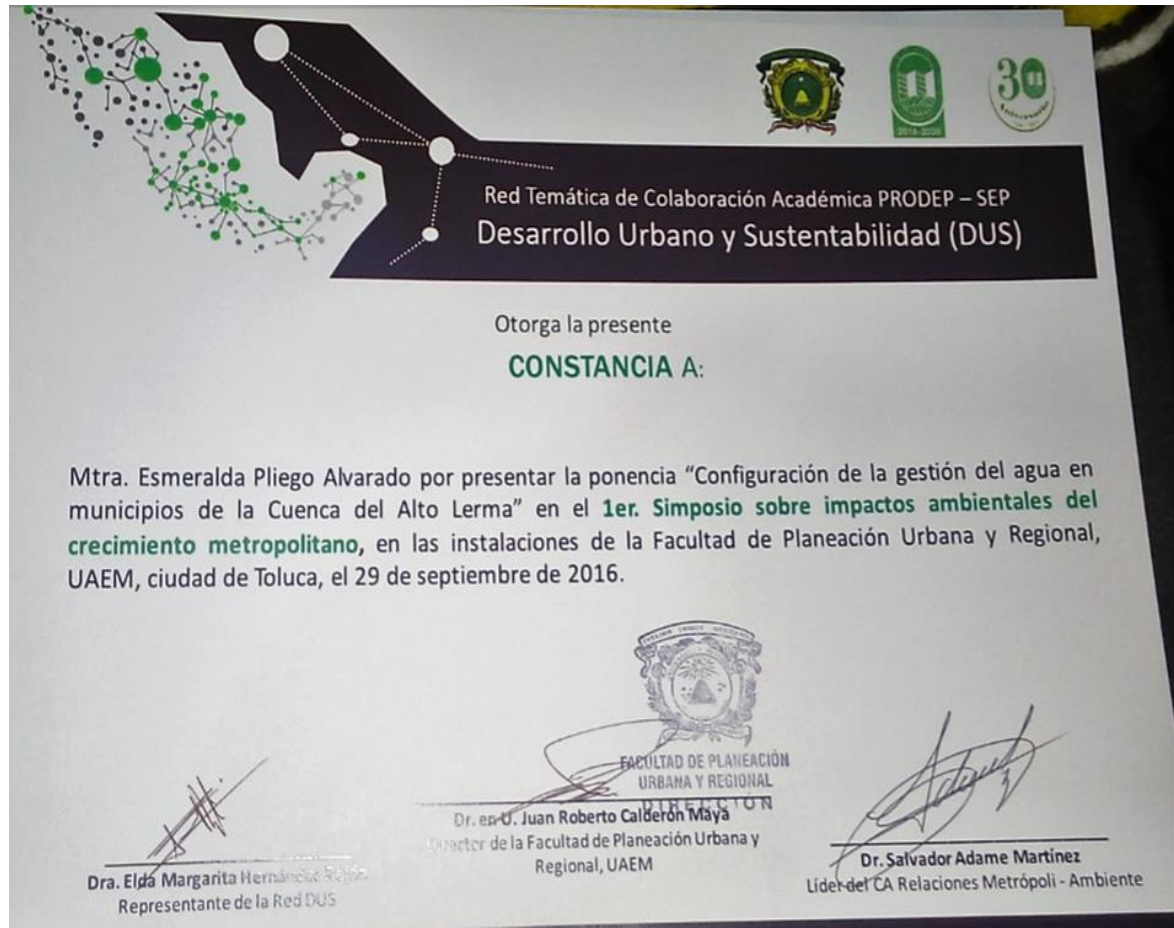 30
Aniversario
2016-2020
Red Temática de Colaboración Académica PRODEP – SEP
Desarrollo Urbano y Sustentabilidad (DUS)
Otorga la presente
CONSTANCIA A:
Mtra. Esmeralda Pliego Alvarado por presentar la ponencia “Configuración de la gestión del agua en
municipios de la Cuenca del Alto Lerma” en el 1er. Simposio sobre impactos ambientales del
crecimiento metropolitano, en las instalaciones de la Facultad de Planeación Urbana y Regional,
UAEM, ciudad de Toluca, el 29 de septiembre de 2016.
FACULTAD DE PLANEACIÓN
URBANA Y REGIONAL
DIRECCIÓN
Dra. Elda Margarita Hernández
Representante de la Red DUS
Dr. en U. Juan Roberto Calderón Maya
Director de la Facultad de Planeación Urbana y
Regional, UAEM
Dr. Salvador Adame Martínez
Líder del CA Relaciones Metrópoli - Ambiente